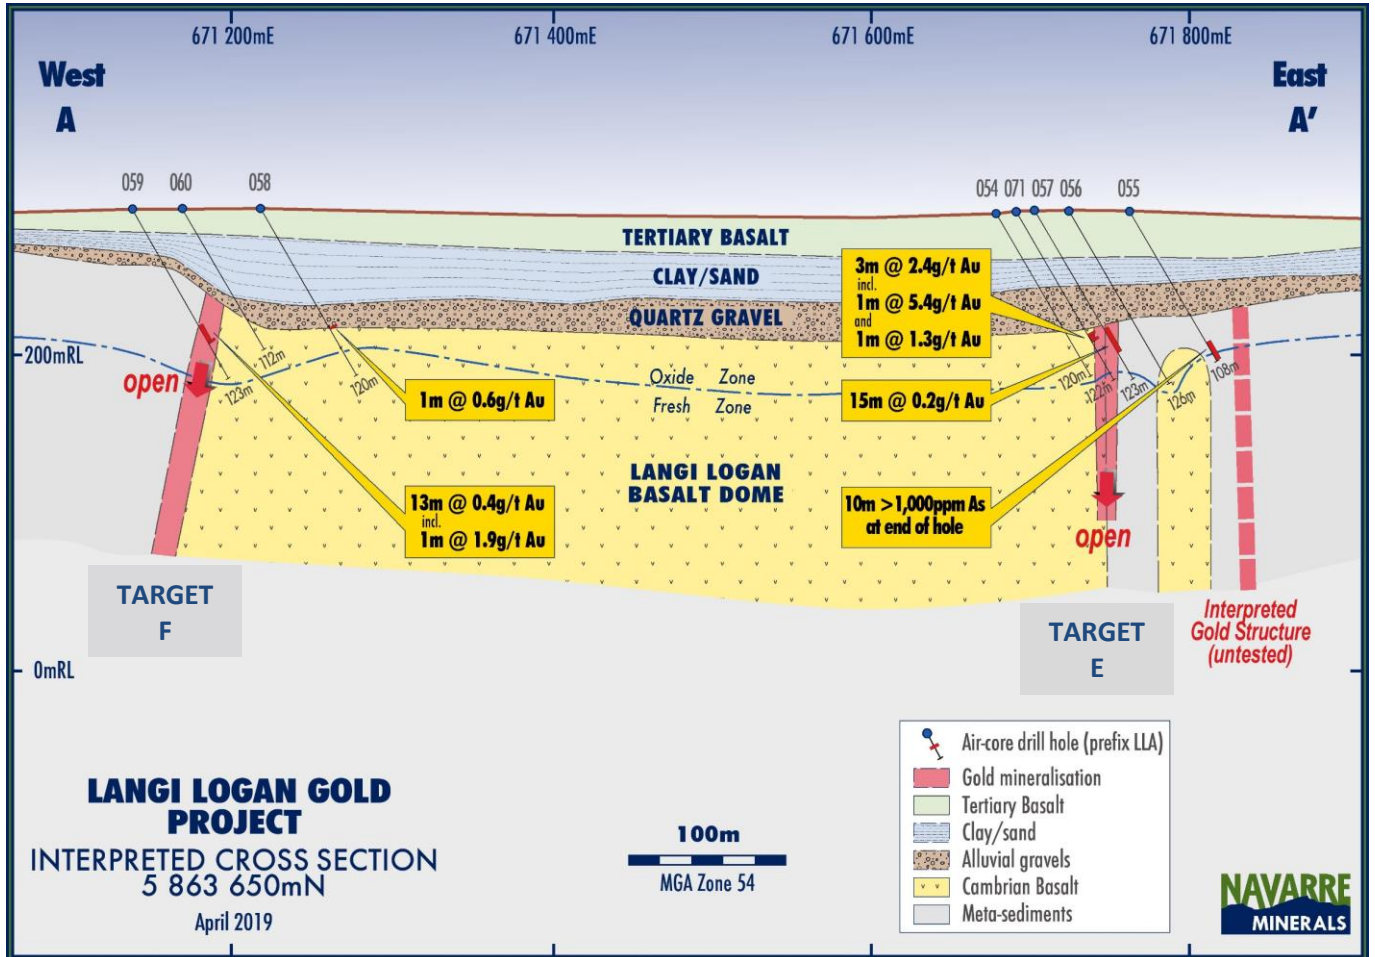 671 200mE
671 400mE
671 600mE
671 800mE
West
A
East
A'
059
060
058
054
071
057
056
055
TERTIARY BASALT
CLAY/SAND
QUARTZ GRAVEL
3m @ 2.4g/t Au
incl.
1m @ 5.4g/t Au
and
1m @ 1.3g/t Au
200mRL
open
112m
123m
120m
Oxide Zone
Fresh Zone
120m
122m
123m
126m
108m
1m @ 0.6g/t Au
15m @ 0.2g/t Au
LANGI LOGAN
BASALT DOME
13m @ 0.4g/t Au
incl.
1m @ 1.9g/t Au
10m >1,000ppm As
at end of hole
open
TARGET
F
TARGET
E
Interpreted
Gold Structure
(untested)
0mRL
LANGI LOGAN GOLD
PROJECT
INTERPRETED CROSS SECTION
5 863 650mN
April 2019
100m
MGA Zone 54
Air-core drill hole (prefix LLA)
Gold mineralisation
Tertiary Basalt
Clay/sand
Alluvial gravels
Cambrian Basalt
Meta-sediments
NAVARRE
MINERALS